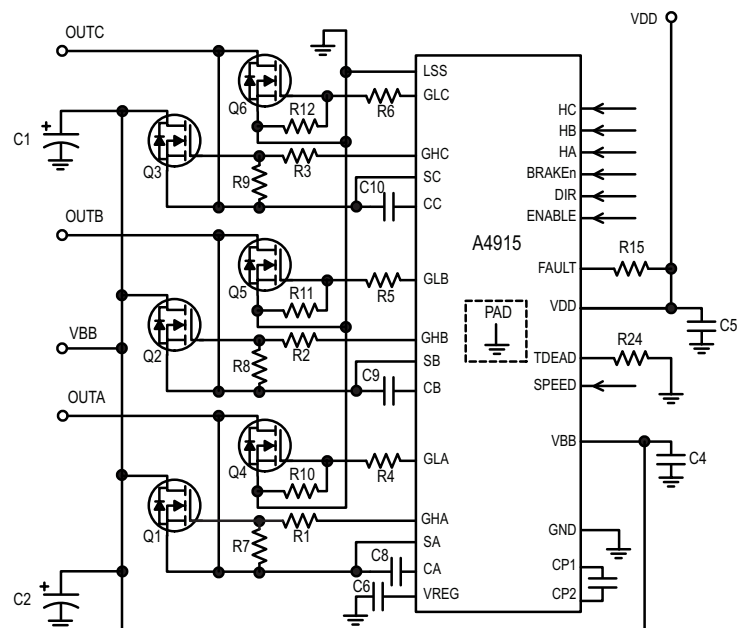 OUTC
VDD
LSS
GLC
Q6
R12
R6
C1
+
HC
HB
HA
BRAKEn
DIR
ENABLE
Q3
R9
R3
GHC
SC
C10
CC
OUTB
A4915
R15
FAULT
GLB
Q5
R11
R5
VDD
PAD
C5
VBB
Q2
R8
R2
GHB
SB
TDEAD
R24
C9
CB
SPEED
OUTA
VBB
C4
GLA
Q4
R10
R4
GHA
Q1
R7
R1
SA
GND
C8
CA
CP1
C2
+
C6
VREG
CP2